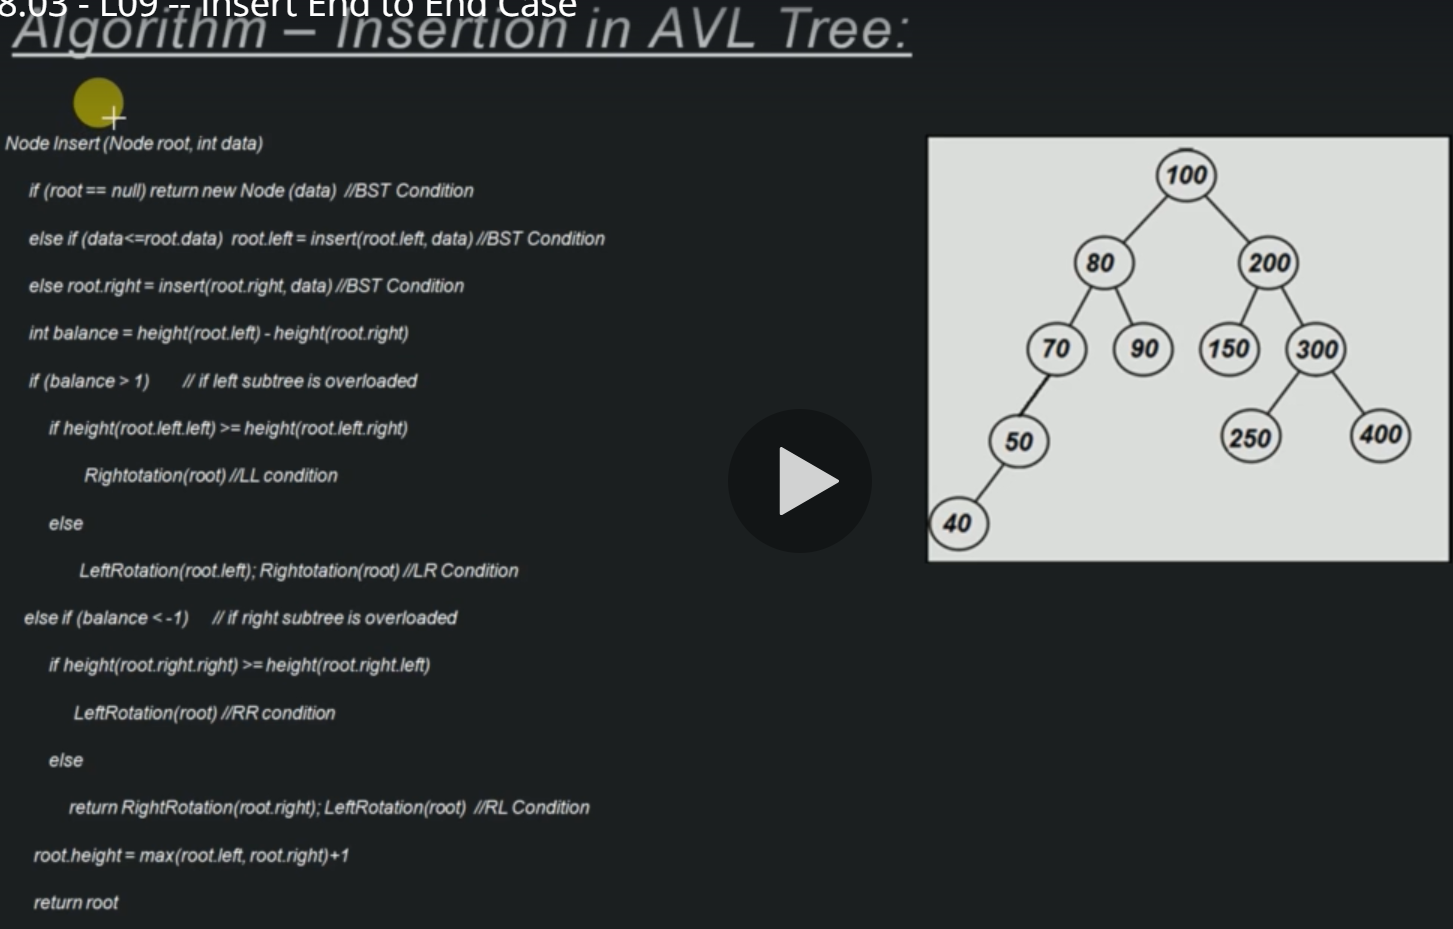 8.03 - L09 -- Insert End to End Case
Algorithm – Insertion in AVL Tree:
Node Insert (Node root, int data)
if (root == null) return new Node (data) //BST Condition
else if (data<=root.data) root.left = insert(root.left, data) //BST Condition
else root.right = insert(root.right, data) //BST Condition
int balance = height(root.left) - height(root.right)
if (balance > 1) // if left subtree is overloaded
if height(root.left.left) >= height(root.left.right)
Rightotation(root) //LL condition
else
LeftRotation(root.left); Rightotation(root) //LR Condition
else if (balance < -1) // if right subtree is overloaded
if height(root.right.right) >= height(root.right.left)
LeftRotation(root) //RR condition
else
return RightRotation(root.right); LeftRotation(root) //RL Condition
root.height = max(root.left, root.right)+1
return root
100
80 200
70 90 150 300
50 250 400
40